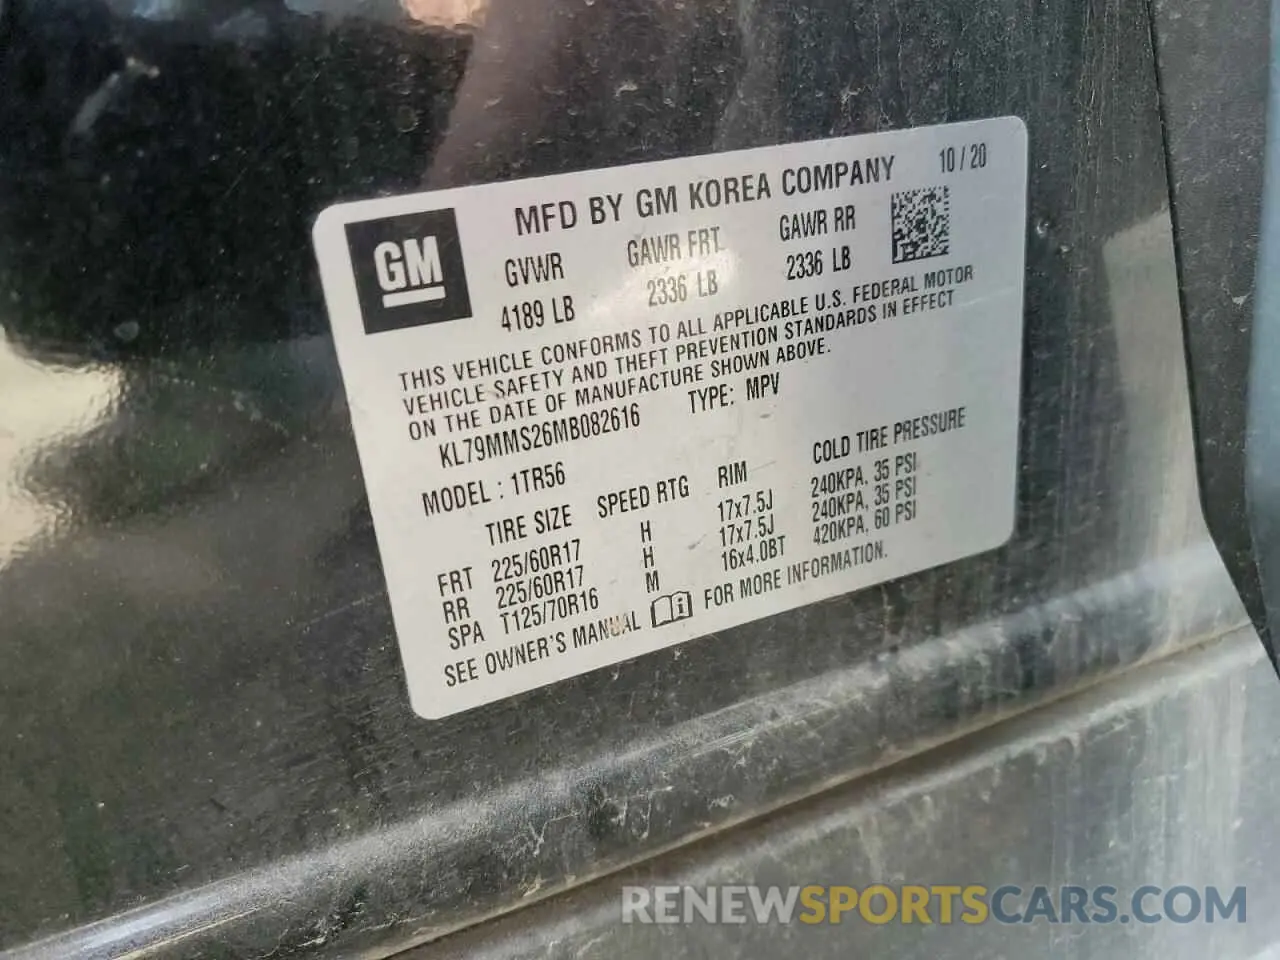 GM
MFD BY GM KOREA COMPANY 10 / 20
GVWR GAWR FRT GAWR RR
4189 LB 2336 LB 2336 LB
THIS VEHICLE CONFORMS TO ALL APPLICABLE U.S. FEDERAL MOTOR
VEHICLE SAFETY AND THEFT PREVENTION STANDARDS IN EFFECT
ON THE DATE OF MANUFACTURE SHOWN ABOVE.
KL79MMS26MB082616 TYPE: MPV
MODEL : 1TR56
TIRE SIZE SPEED RTG RIM COLD TIRE PRESSURE
FRT 225/60R17 H 17x7.5J 240KPA, 35 PSI
RR 225/60R17 H 17x7.5J 240KPA, 35 PSI
SPA T125/70R16 M 16x4.0BT 420KPA, 60 PSI
SEE OWNER'S MANUAL FOR MORE INFORMATION.
RENEWSPORTSCARS.COM